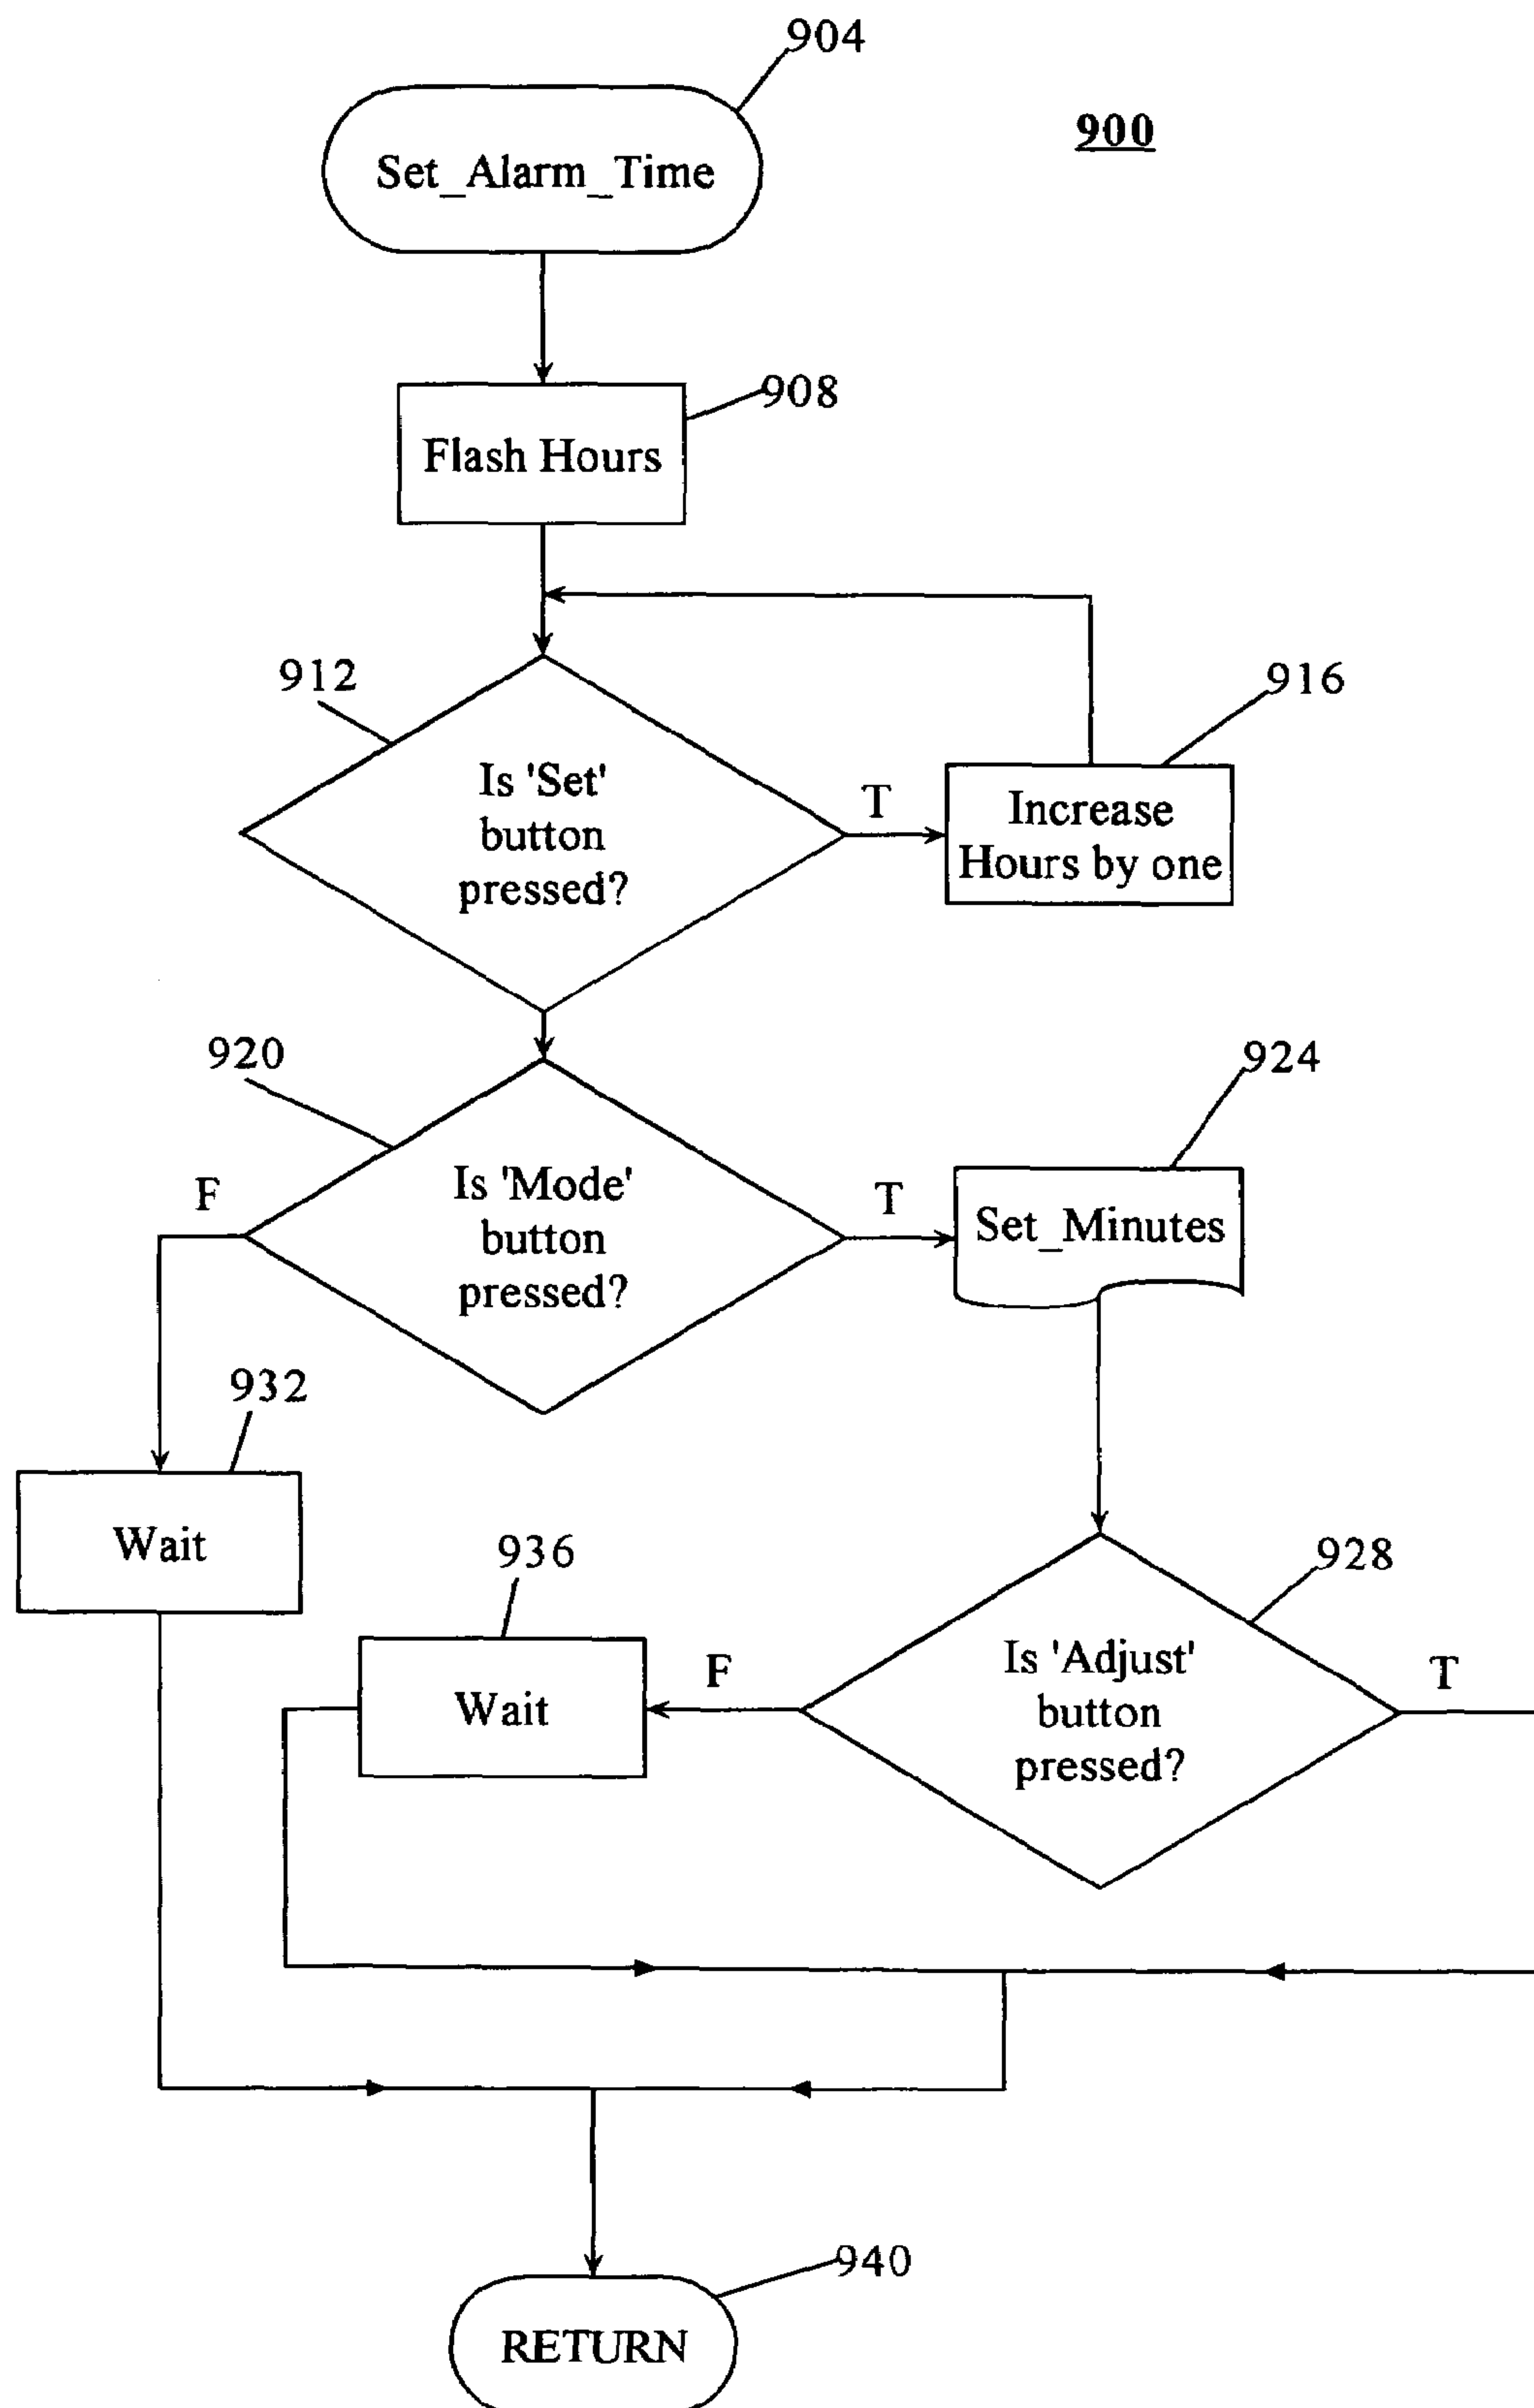 904
900
Set_Alarm_Time
908
Flash Hours
912
916
Is 'Set'
button
pressed?
T
Increase
Hours by one
920
924
F
Is 'Mode'
button
pressed?
T
Set_Minutes
932
Wait
936
928
Wait
F
Is 'Adjust'
button
pressed?
T
940
RETURN